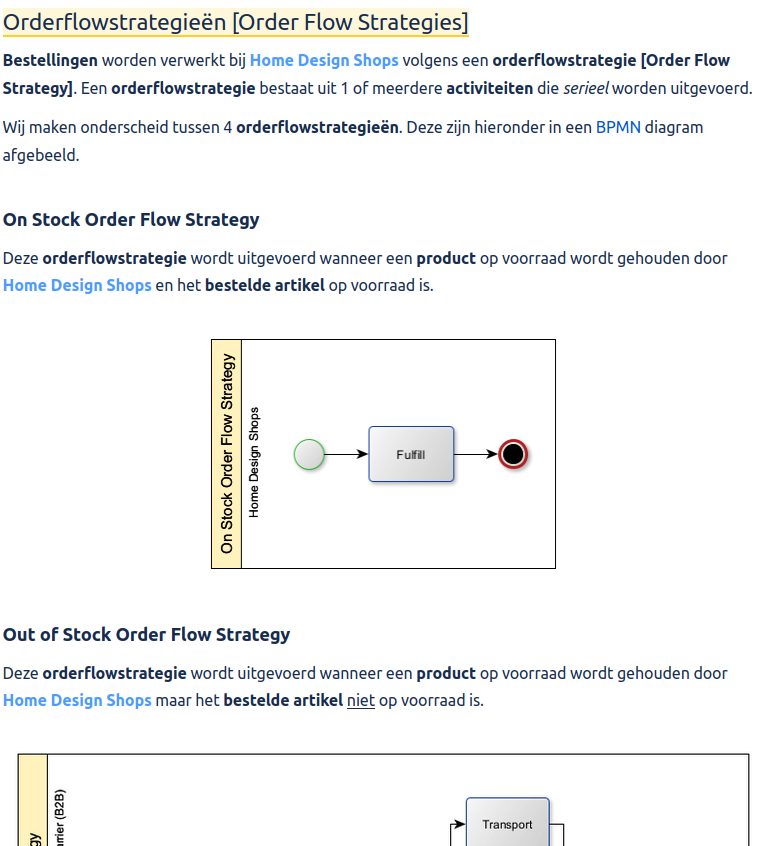 Orderflowstrategieën [Order Flow Strategies]
Bestellingen worden verwerkt bij Home Design Shops volgens een orderflowstrategie [Order Flow
Strategy]. Een orderflowstrategie bestaat uit 1 of meerdere activiteiten die serieel worden uitgevoerd.
Wij maken onderscheid tussen 4 orderflowstrategieën. Deze zijn hieronder in een BPMN diagram
afgebeeld.
On Stock Order Flow Strategy
Deze orderflowstrategie wordt uitgevoerd wanneer een product op voorraad wordt gehouden door
Home Design Shops en het bestelde artikel op voorraad is.
On Stock Order Flow Strategy
Home Design Shops
Fulfill
Out of Stock Order Flow Strategy
Deze orderflowstrategie wordt uitgevoerd wanneer een product op voorraad wordt gehouden door
Home Design Shops maar het bestelde artikel niet op voorraad is.
(B2B)
Transport